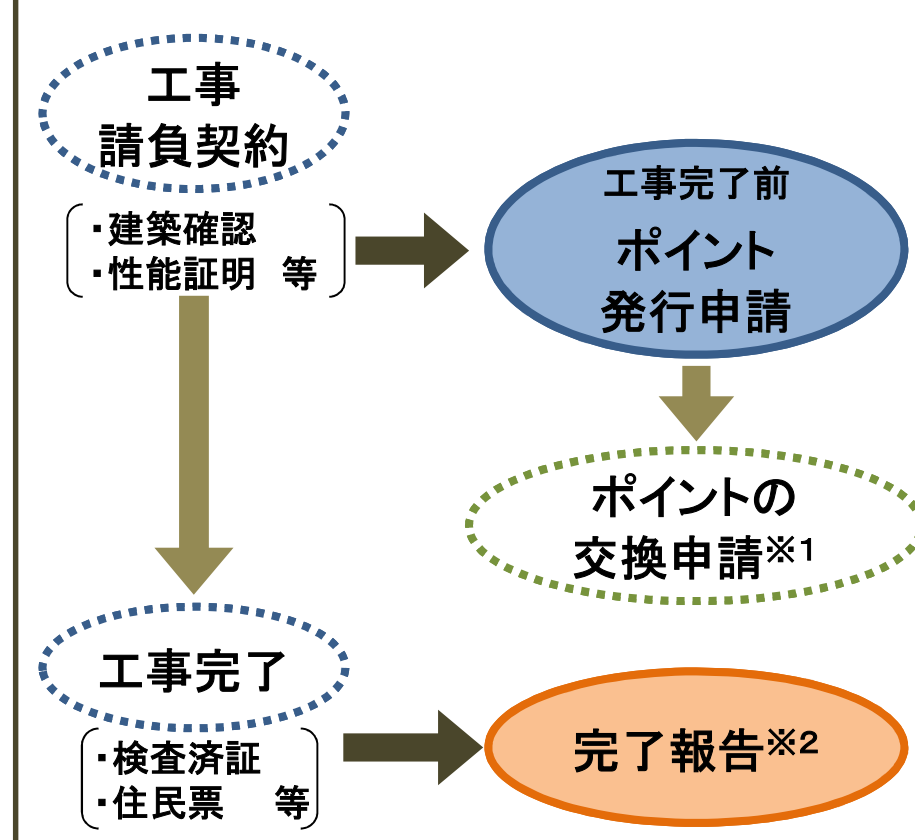 工事
請負契約
・建築確認
・性能証明 等
工事完了前
ポイント
発行申請
ポイントの
交換申請※1
工事完了
・検査済証
・住民票 等
完了報告※2